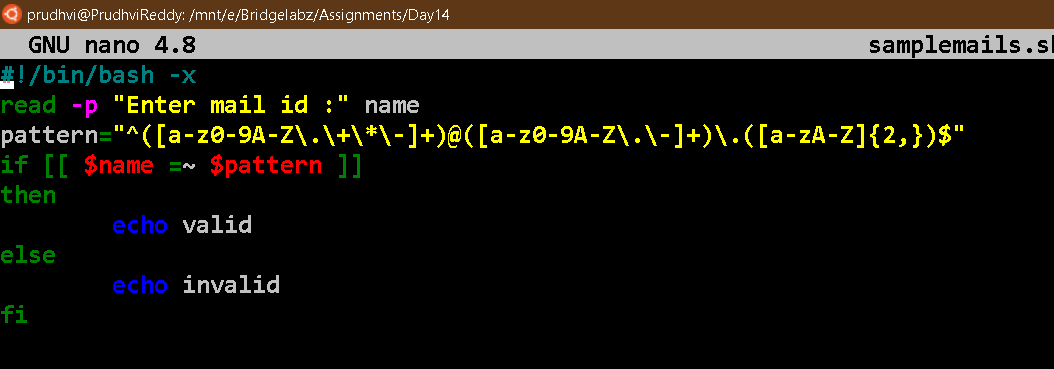 prudhvi@PrudhviReddy: /mnt/e/Bridgelabz/Assignments/Day14
GNU nano 4.8 samplemails.sh
#!/bin/bash -x
read -p "Enter mail id :" name
pattern="^([a-z0-9A-Z\.\+\*\-]+)@([a-z0-9A-Z\.\-]+)\.([a-zA-Z]{2,})$"
if [[ $name =~ $pattern ]]
then
echo valid
else
echo invalid
fi